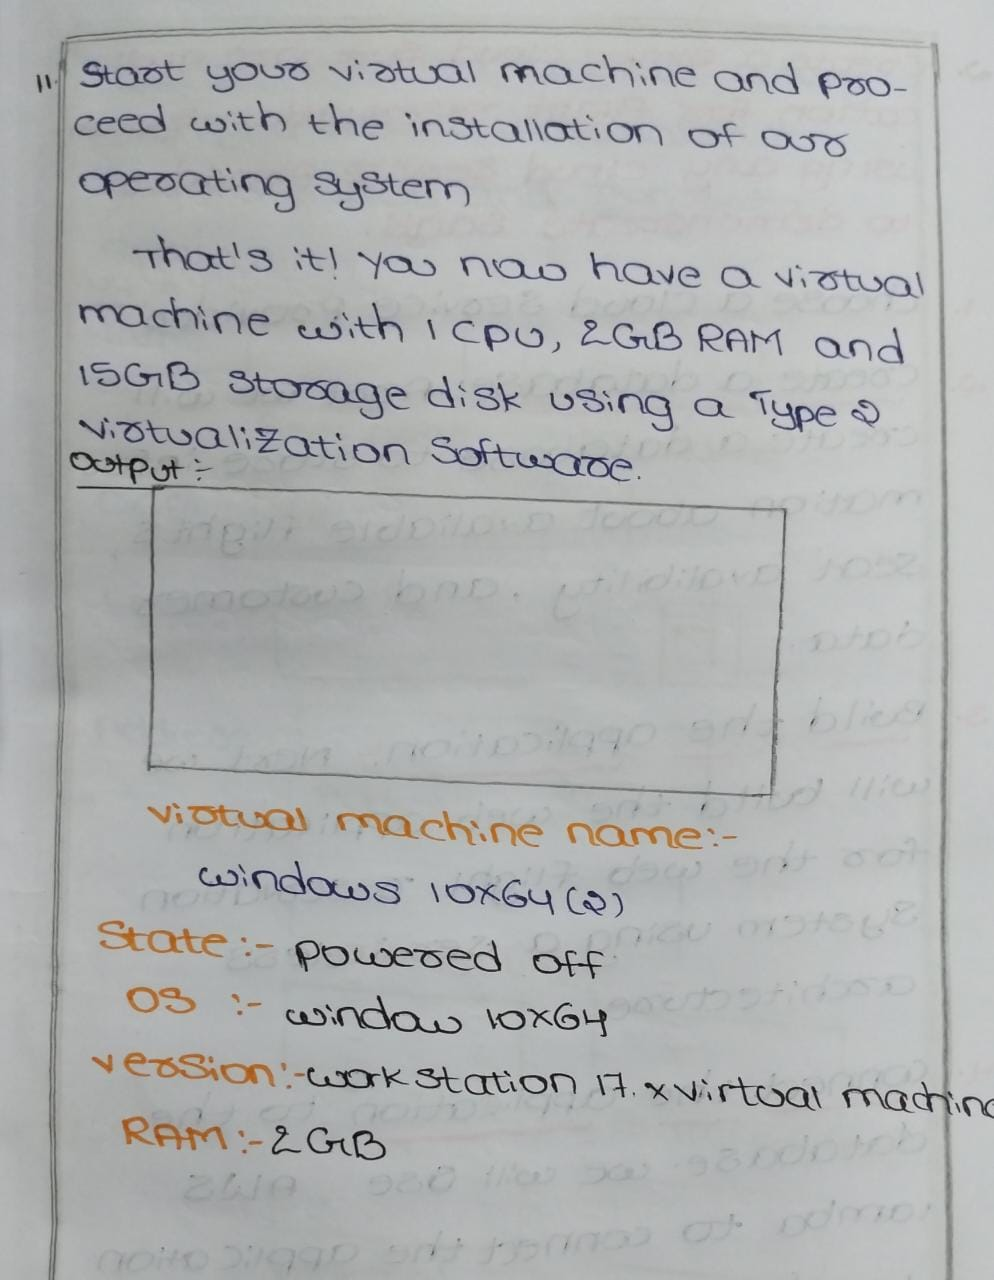 11. Start your virtual machine and pro-
ceed with the installation of our
operating system
That's it! you now have a virtual
machine with 1 CPU, 2GB RAM and
15GB storage disk using a Type 2
virtualization Software.
Output :-
virtual machine name:-
windows 10x64 (2)
State :- powered off
OS :- window 10x64
version:- work station 17.x virtual machine
RAM:- 2GB